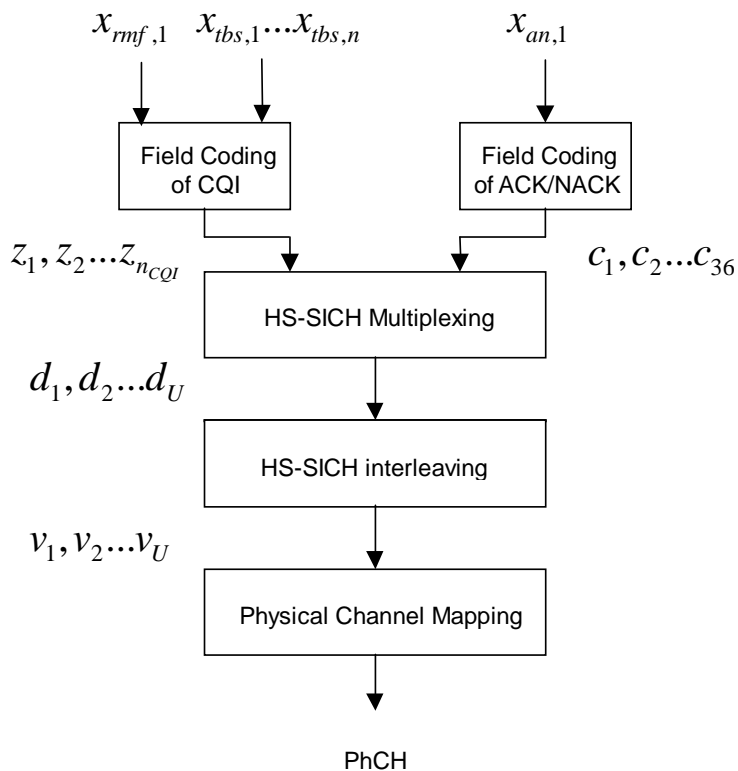 x_{rmf,1} x_{tbs,1}...x_{tbs,n} x_{an,1}
Field Coding
of CQI
Field Coding
of ACK/NACK
z_1, z_2...z_{n_{CQI}} c_1, c_2...c_{36}
HS-SICH Multiplexing
d_1, d_2...d_U
HS-SICH interleaving
v_1, v_2...v_U
Physical Channel Mapping
PhCH